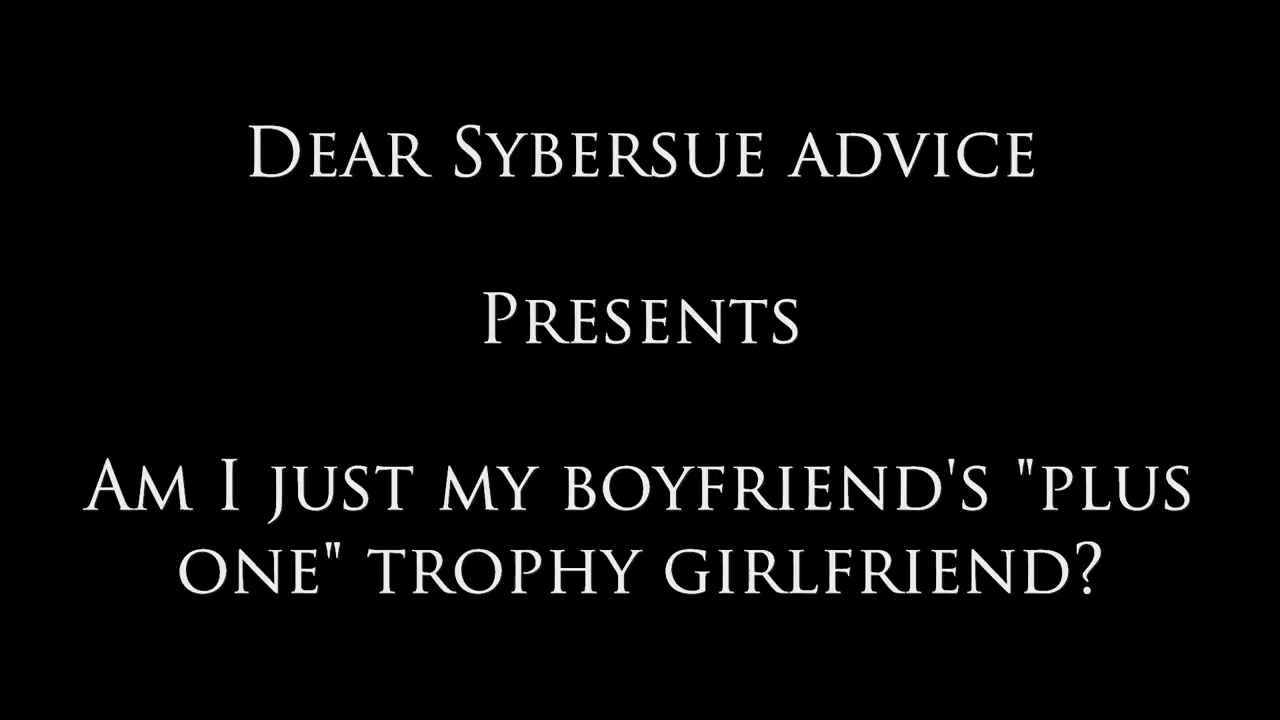 Dear Sybersue advice
Presents
Am I just my boyfriend's "plus
one" trophy girlfriend?